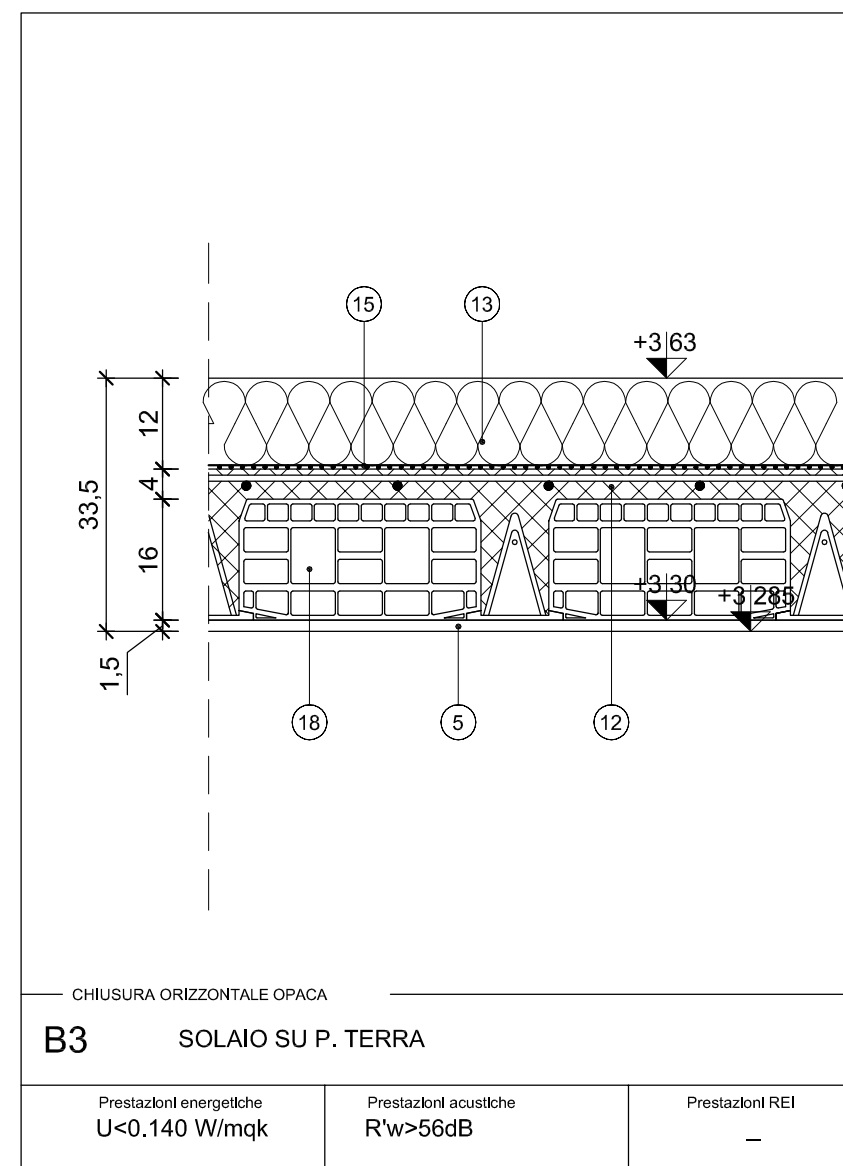 15 13
+3 63
12
4
33,5
16
+3 30
+3 285
1,5
18 5 12
CHIUSURA ORIZZONTALE OPACA
B3 SOLAIO SU P. TERRA
Prestazioni energetiche Prestazioni acustiche Prestazioni REI
U<0.140 W/mqk R'w>56dB –